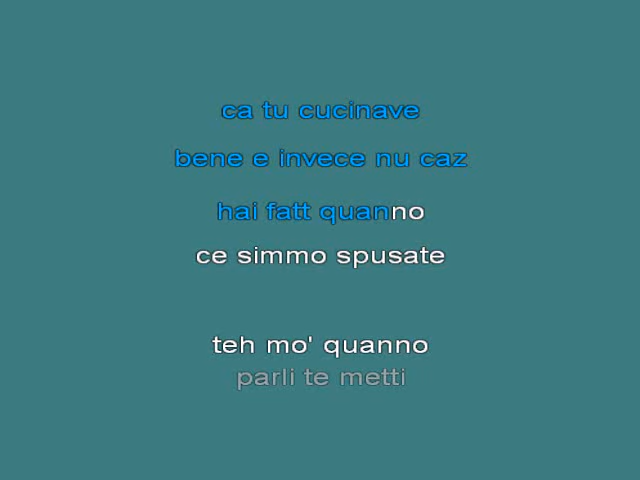 ca tu cucinave
bene e invece nu caz
hai fatt quanno
ce simmo spusate
teh mo' quanno
parli te metti